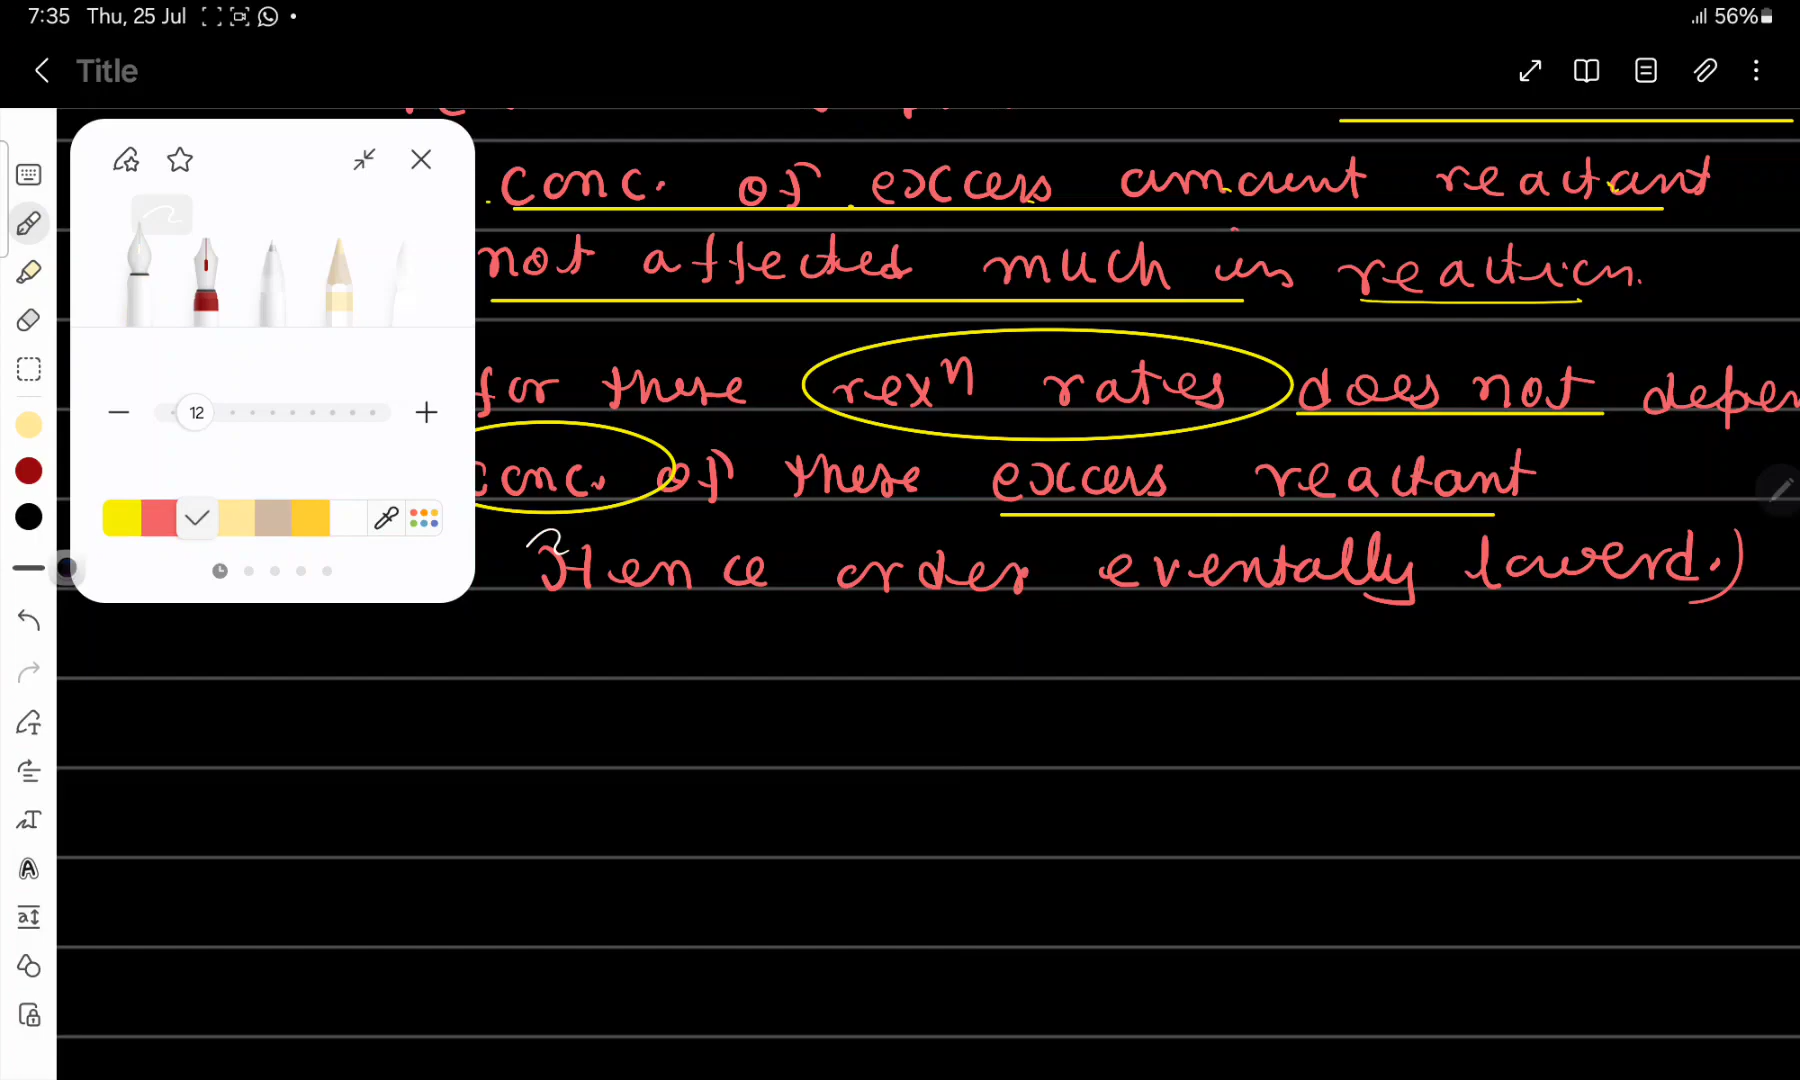 7:35 Thu, 25 Jul 56%
Title
conc. of excess amount reactant
not affected much in reaction.
12
for these rexⁿ rates does not depen
conc. of these excess reactant
Hence order eventally lowerd.)